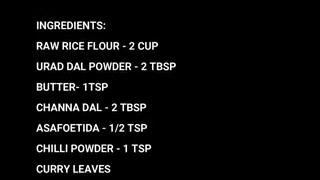 INGREDIENTS:
RAW RICE FLOUR - 2 CUP
URAD DAL POWDER - 2 TBSP
BUTTER- 1TSP
CHANNA DAL - 2 TBSP
ASAFOETIDA - 1/2 TSP
CHILLI POWDER - 1 TSP
CURRY LEAVES